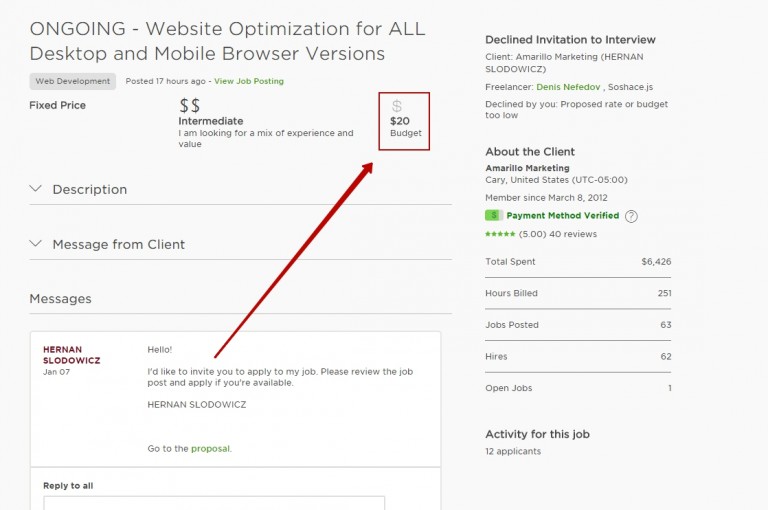 ONGOING - Website Optimization for ALL
Desktop and Mobile Browser Versions
Web Development Posted 17 hours ago - View Job Posting
Fixed Price
$$
Intermediate
I am looking for a mix of experience and
value
$
$20
Budget
Description
Message from Client
Messages
HERNAN
SLODOWICZ
Jan 07
Hello!
I'd like to invite you to apply to my job. Please review the job
post and apply if you're available.
HERNAN SLODOWICZ
Go to the proposal.
Reply to all
Declined Invitation to Interview
Client: Amarillo Marketing (HERNAN
SLODOWICZ)
Freelancer: Denis Nefedov , Soshace.js
Declined by you: Proposed rate or budget
too low
About the Client
Amarillo Marketing
Cary, United States (UTC-05:00)
Member since March 8, 2012
$ Payment Method Verified ?
(5.00) 40 reviews
Total Spent $6,426
Hours Billed 251
Jobs Posted 63
Hires 62
Open Jobs 1
Activity for this job
12 applicants